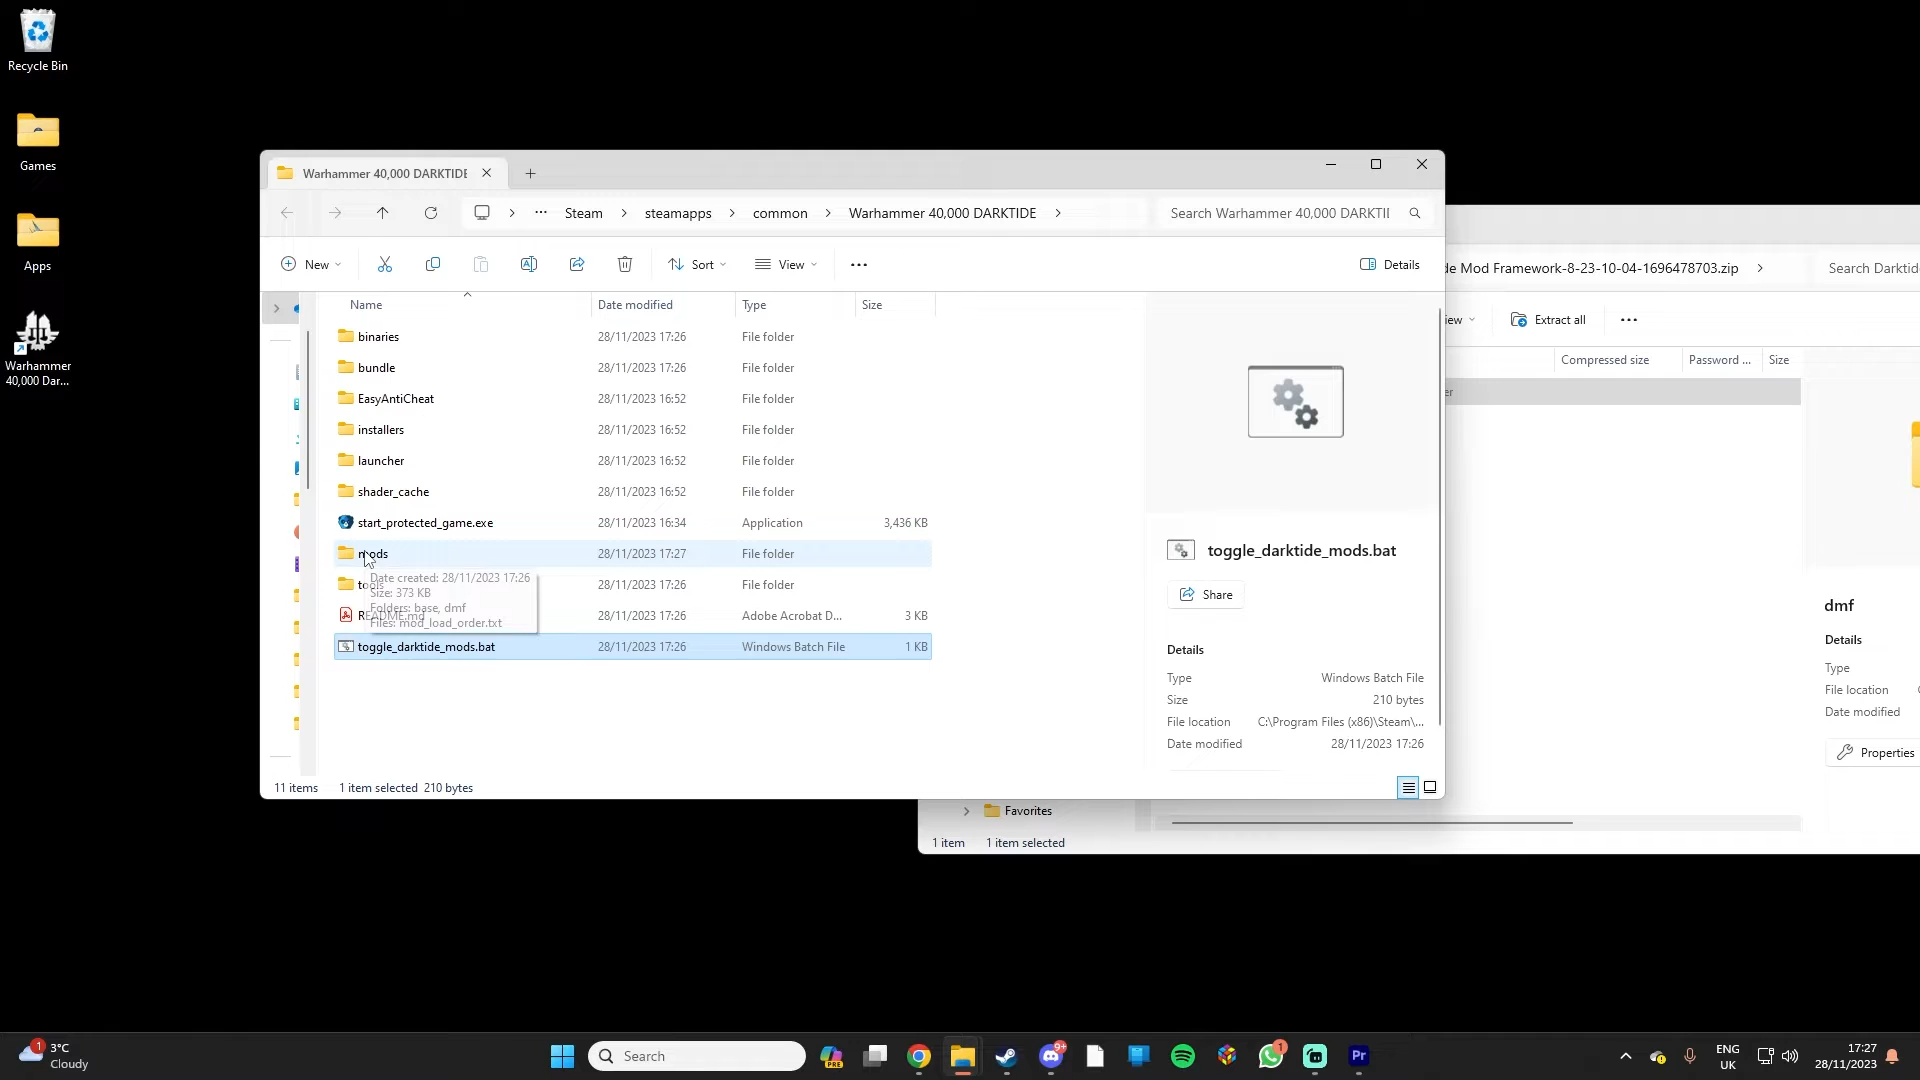 Recycle Bin
Games
Apps
Warhammer
40,000 Dar...
Warhammer 40,000 DARKTIDE
Steam
steamapps
common
Warhammer 40,000 DARKTIDE
Search Warhammer 40,000 DARKTII
New
Sort
View
Details
Name
Date modified
Type
Size
binaries 28/11/2023 17:26 File folder
bundle 28/11/2023 17:26 File folder
EasyAntiCheat 28/11/2023 16:52 File folder
installers 28/11/2023 16:52 File folder
launcher 28/11/2023 16:52 File folder
shader_cache 28/11/2023 16:52 File folder
start_protected_game.exe 28/11/2023 16:34 Application 3,436 KB
mods 28/11/2023 17:27 File folder
tools 28/11/2023 17:26 File folder
README.md 28/11/2023 17:26 Adobe Acrobat D... 3 KB
toggle_darktide_mods.bat 28/11/2023 17:26 Windows Batch File 1 KB
Date created: 28/11/2023 17:26
Size: 373 KB
Folders: base, dmf
Files: mod_load_order.txt
toggle_darktide_mods.bat
Share
Details
Type Windows Batch File
Size 210 bytes
File location C:\Program Files (x86)\Steam\...
Date modified 28/11/2023 17:26
11 items 1 item selected 210 bytes
de Mod Framework-8-23-10-04-1696478703.zip
Search Darktid
iew
Extract all
Compressed size
Password ...
Size
er
dmf
Details
Type
File location
Date modified
Properties
Favorites
1 item 1 item selected
1
3°C
Cloudy
Search
PRE
9+
1
Pr
ENG
UK
17:27
28/11/2023